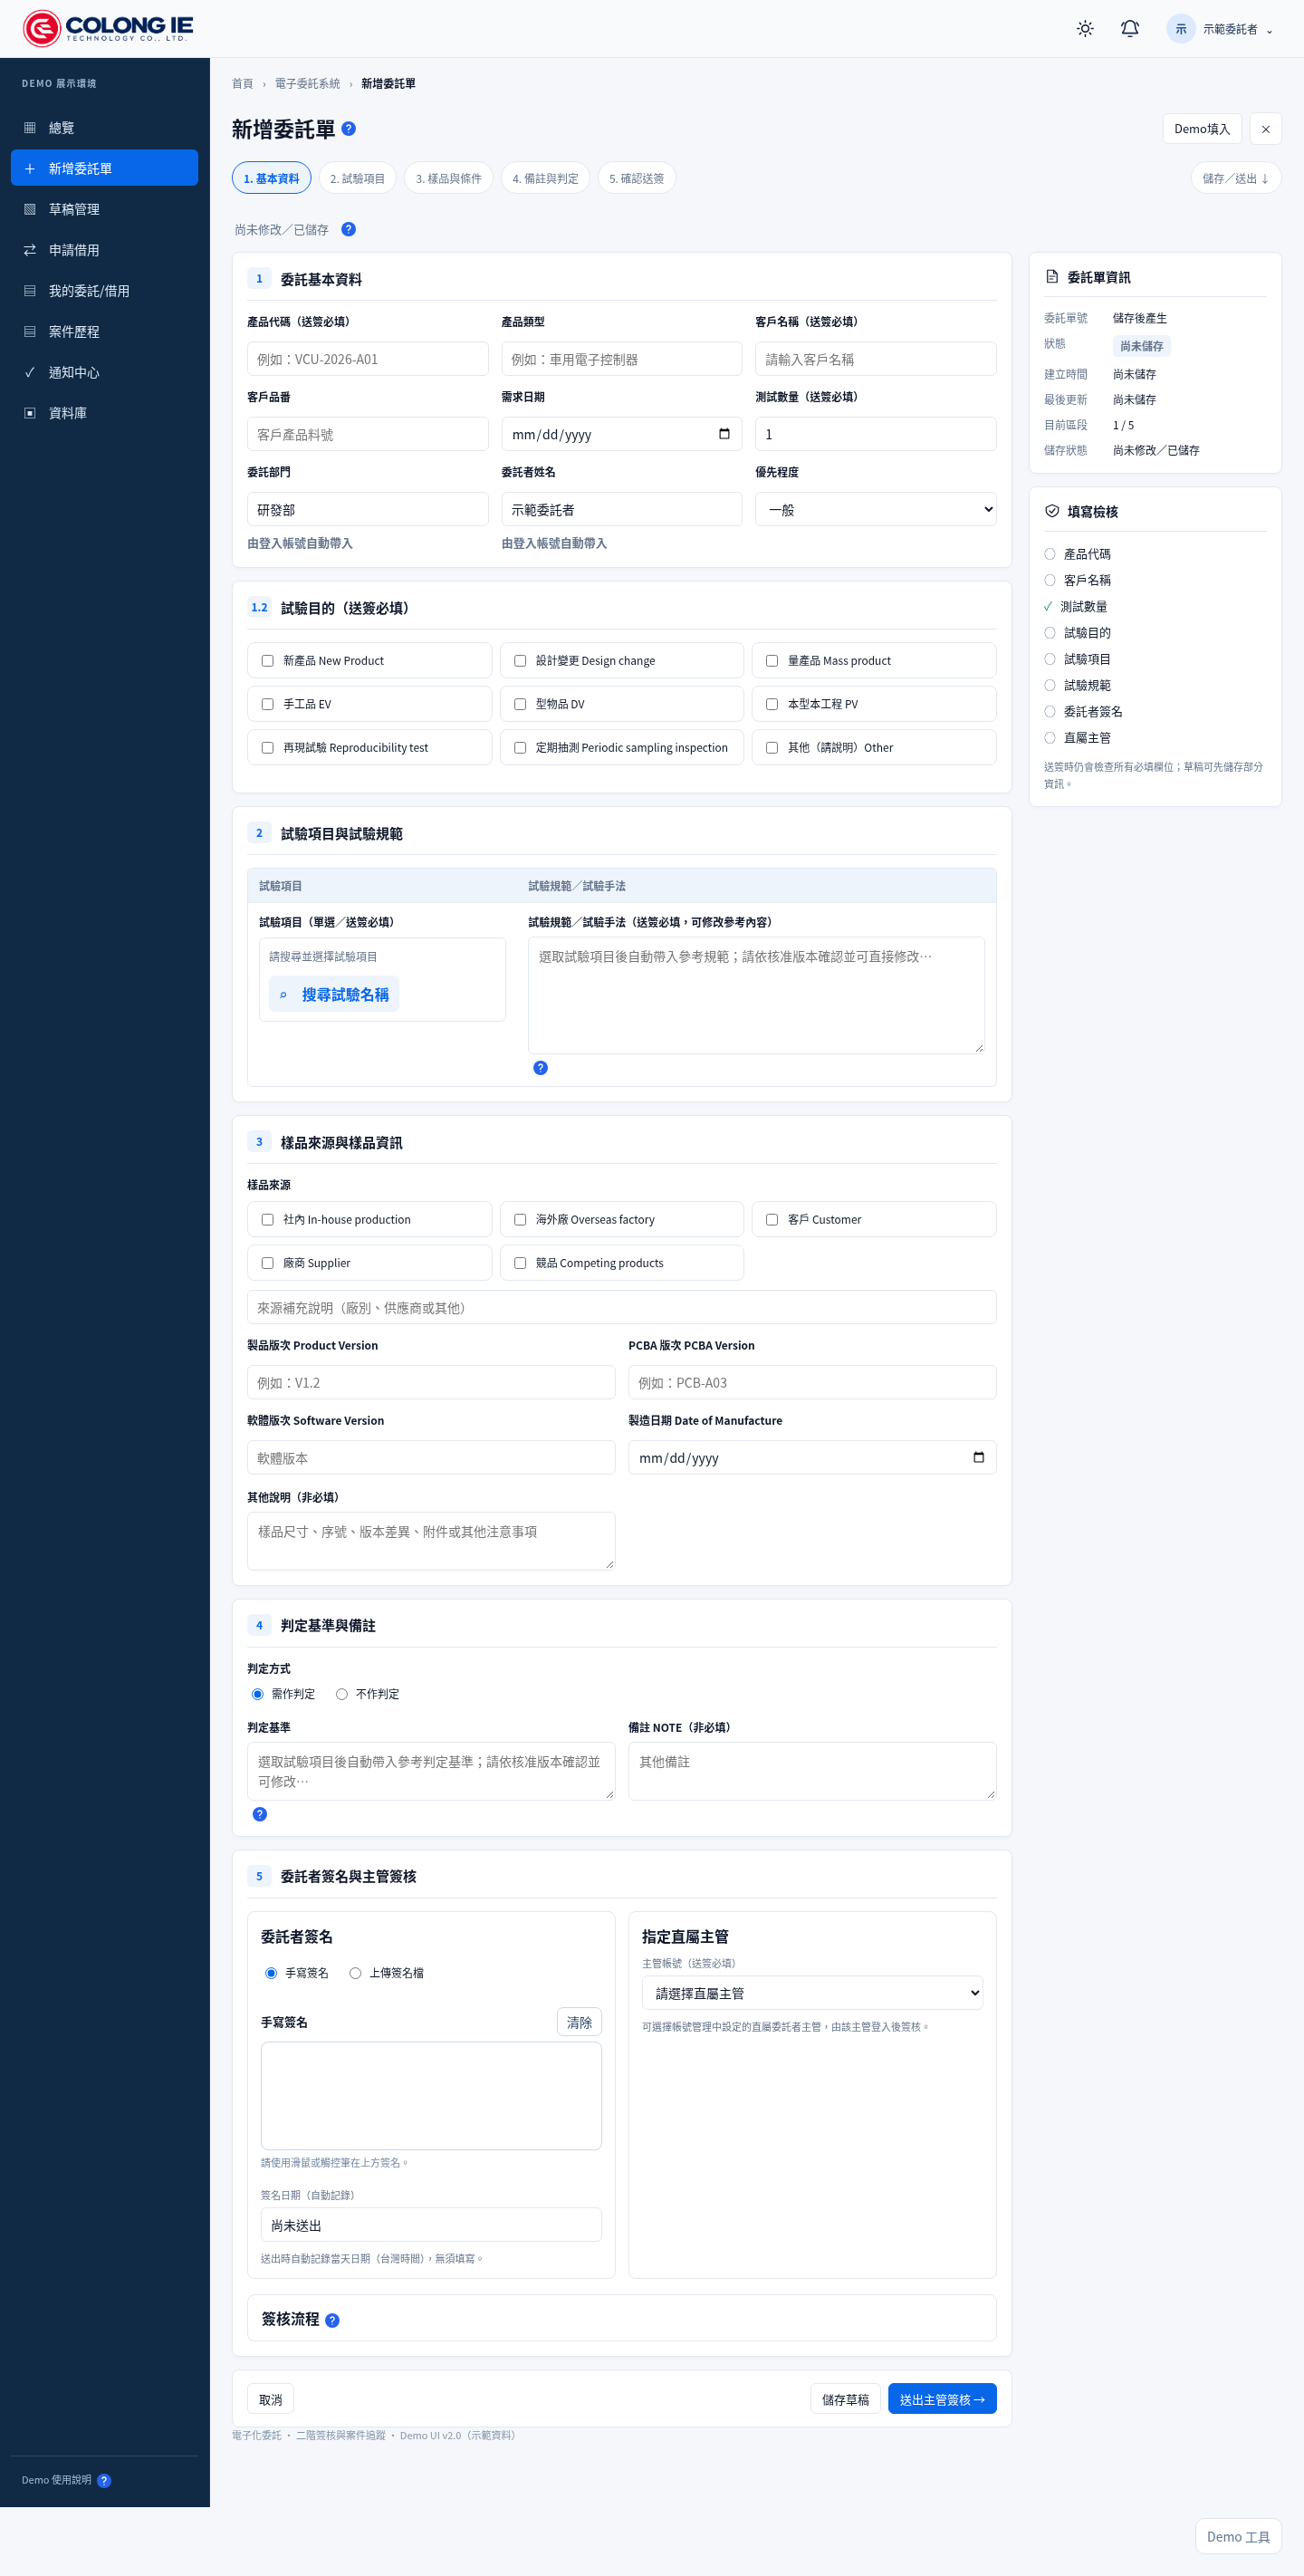 COLONG IE
TECHNOLOGY CO., LTD.
示 示範委託者
DEMO 展示環境
總覽
新增委託單
草稿管理
申請借用
我的委託/借用
案件歷程
通知中心
資料庫
Demo 使用說明 ?
首頁 › 電子委託系統 › 新增委託單
新增委託單 ?
Demo填入 ×
1. 基本資料 2. 試驗項目 3. 樣品與條件 4. 備註與判定 5. 確認送簽 儲存／送出 ↓
尚未修改／已儲存 ?
1 委託基本資料
產品代碼（送簽必填） 產品類型 客戶名稱（送簽必填）
例如：VCU-2026-A01 例如：車用電子控制器 請輸入客戶名稱
客戶品番 需求日期 測試數量（送簽必填）
客戶產品料號 mm/dd/yyyy 1
委託部門 委託者姓名 優先程度
研發部 示範委託者 一般
由登入帳號自動帶入 由登入帳號自動帶入
1.2 試驗目的（送簽必填）
新產品 New Product 設計變更 Design change 量產品 Mass product
手工品 EV 型物品 DV 本型本工程 PV
再現試驗 Reproducibility test 定期抽測 Periodic sampling inspection 其他（請說明）Other
2 試驗項目與試驗規範
試驗項目 試驗規範／試驗手法
試驗項目（單選／送簽必填） 試驗規範／試驗手法（送簽必填，可修改參考內容）
請搜尋並選擇試驗項目 選取試驗項目後自動帶入參考規範；請依核准版本確認並可直接修改…
搜尋試驗名稱
?
3 樣品來源與樣品資訊
樣品來源
社內 In-house production 海外廠 Overseas factory 客戶 Customer
廠商 Supplier 競品 Competing products
來源補充說明（廠別、供應商或其他）
製品版次 Product Version PCBA 版次 PCBA Version
例如：V1.2 例如：PCB-A03
軟體版次 Software Version 製造日期 Date of Manufacture
軟體版本 mm/dd/yyyy
其他說明（非必填）
樣品尺寸、序號、版本差異、附件或其他注意事項
4 判定基準與備註
判定方式
需作判定 不作判定
判定基準 備註 NOTE（非必填）
選取試驗項目後自動帶入參考判定基準；請依核准版本確認並 其他備註
可修改…
?
5 委託者簽名與主管簽核
委託者簽名
手寫簽名 上傳簽名檔
手寫簽名 清除
請使用滑鼠或觸控筆在上方簽名。
簽名日期（自動記錄）
尚未送出
送出時自動記錄當天日期（台灣時間），無須填寫。
指定直屬主管
主管帳號（送簽必填）
請選擇直屬主管
可選擇帳號管理中設定的直屬委託者主管，由該主管登入後簽核。
簽核流程 ?
取消 儲存草稿 送出主管簽核 →
電子化委託 · 二階簽核與案件追蹤 · Demo UI v2.0（示範資料）
委託單資訊
委託單號 儲存後產生
狀態 尚未儲存
建立時間 尚未儲存
最後更新 尚未儲存
目前區段 1 / 5
儲存狀態 尚未修改／已儲存
填寫檢核
產品代碼
客戶名稱
✓ 測試數量
試驗目的
試驗項目
試驗規範
委託者簽名
直屬主管
送簽時仍會檢查所有必填欄位；草稿可先儲存部分
資訊。
Demo 工具